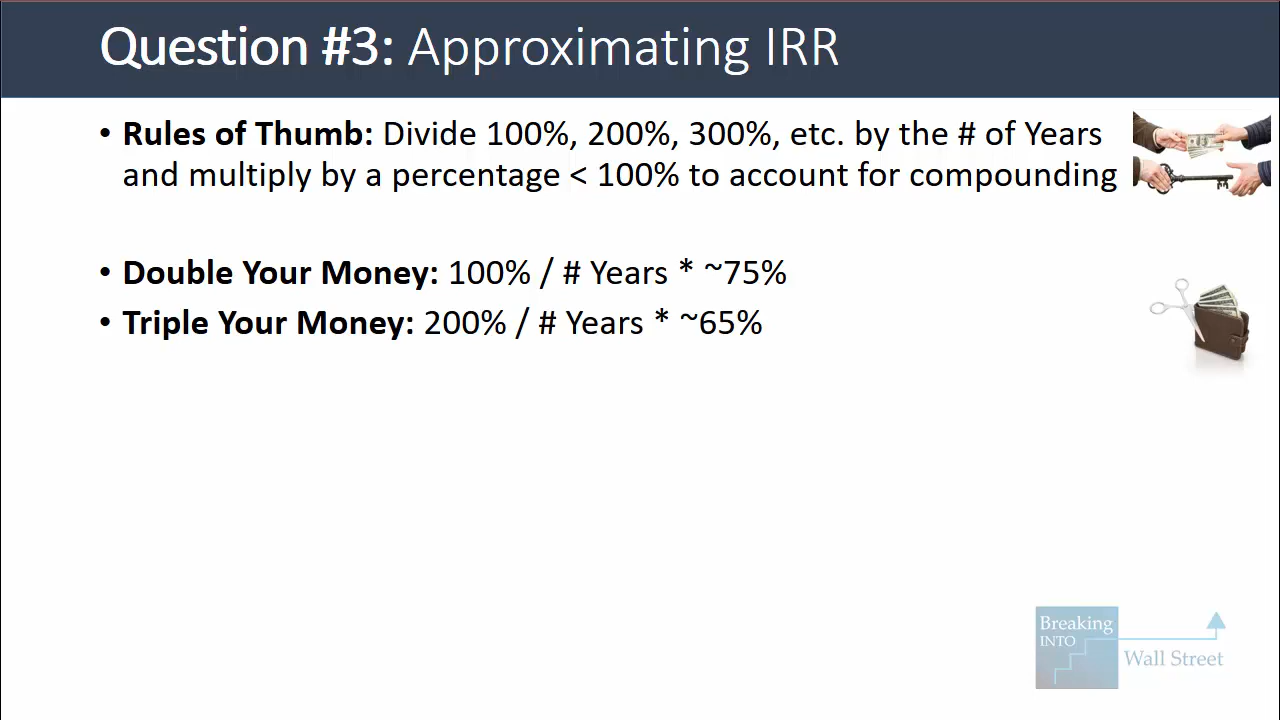 Question #3: Approximating IRR
• Rules of Thumb: Divide 100%, 200%, 300%, etc. by the # of Years
and multiply by a percentage < 100% to account for compounding
• Double Your Money: 100% / # Years * ~75%
• Triple Your Money: 200% / # Years * ~65%
Breaking
INTO
Wall Street